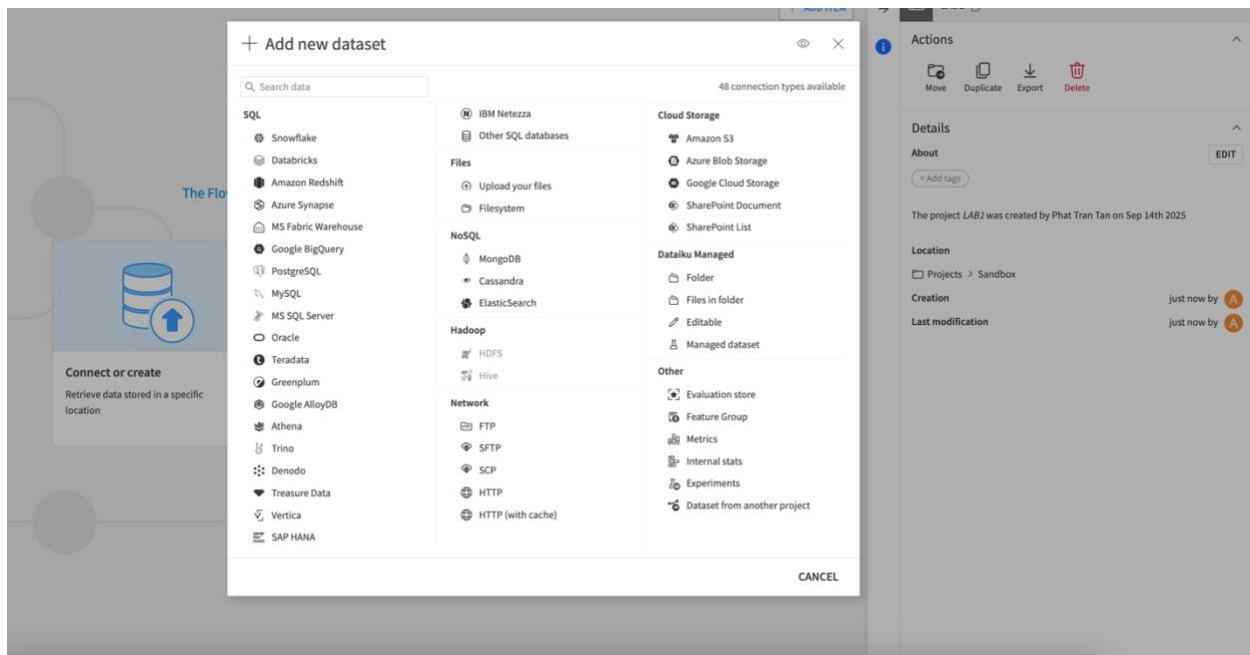 + ADD ITEM
Add new dataset
Search data
48 connection types available
SQL
Snowflake
Databricks
Amazon Redshift
Azure Synapse
MS Fabric Warehouse
Google BigQuery
PostgreSQL
MySQL
MS SQL Server
Oracle
Teradata
Greenplum
Google AlloyDB
Athena
Trino
Denodo
Treasure Data
Vertica
SAP HANA
IBM Netezza
Other SQL databases
Files
Upload your files
Filesystem
NoSQL
MongoDB
Cassandra
ElasticSearch
Hadoop
HDFS
Hive
Network
FTP
SFTP
SCP
HTTP
HTTP (with cache)
Cloud Storage
Amazon S3
Azure Blob Storage
Google Cloud Storage
SharePoint Document
SharePoint List
Dataiku Managed
Folder
Files in folder
Editable
Managed dataset
Other
Evaluation store
Feature Group
Metrics
Internal stats
Experiments
Dataset from another project
CANCEL
The Flo
Connect or create
Retrieve data stored in a specific
location
Actions
Move Duplicate Export Delete
Details
About
EDIT
+ Add tags
The project LAB1 was created by Phat Tran Tan on Sep 14th 2025
Location
Projects > Sandbox
Creation
just now by A
Last modification
just now by A